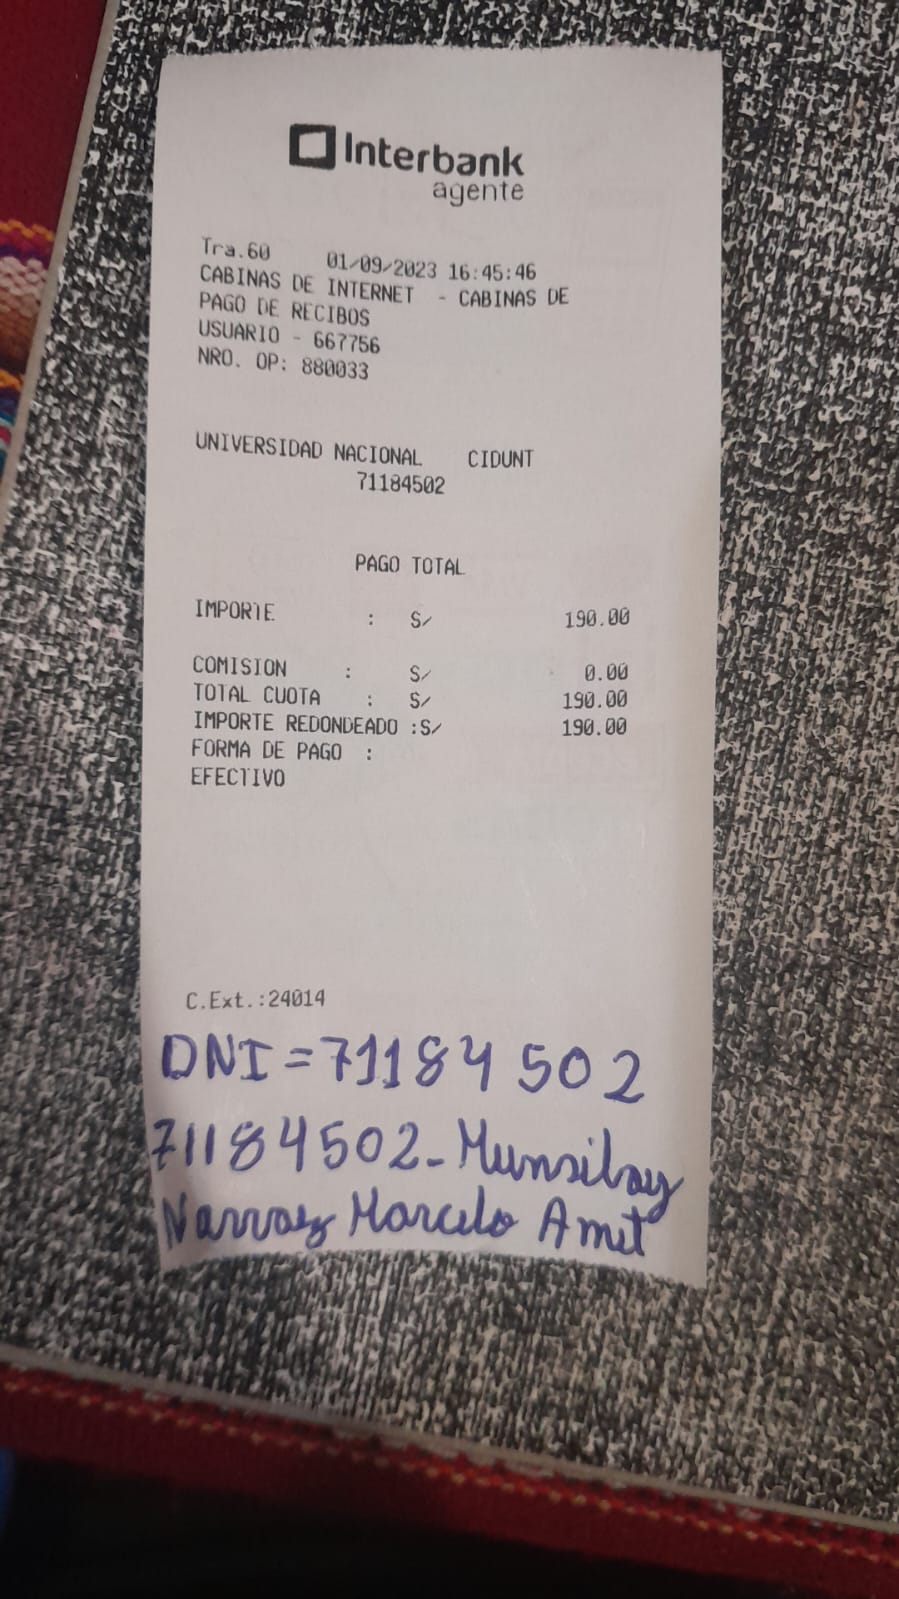 Interbank
agente
Tra.60 01/09/2023 16:45:46
CABINAS DE INTERNET - CABINAS DE
PAGO DE RECIBOS
USUARIO - 667756
NRO. OP: 880033
UNIVERSIDAD NACIONAL CIDUNT
71184502
PAGO TOTAL
IMPORTE : S/ 190.00
COMISION : S/ 0.00
TOTAL CUOTA : S/ 190.00
IMPORTE REDONDEADO :S/ 190.00
FORMA DE PAGO :
EFECTIVO
C.Ext.:24014
DNI = 71184502
71184502-Munsibay
Narvaez Marcelo Amit